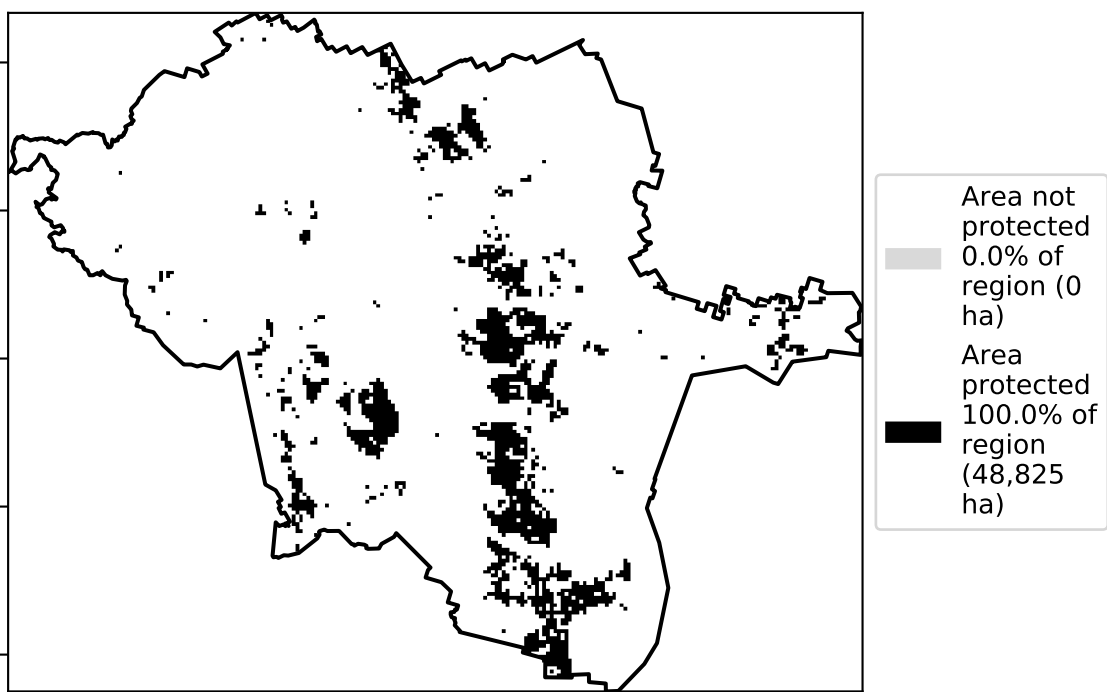 Area not
protected
0.0% of
region (0
ha)
Area
protected
100.0% of
region
(48,825
ha)